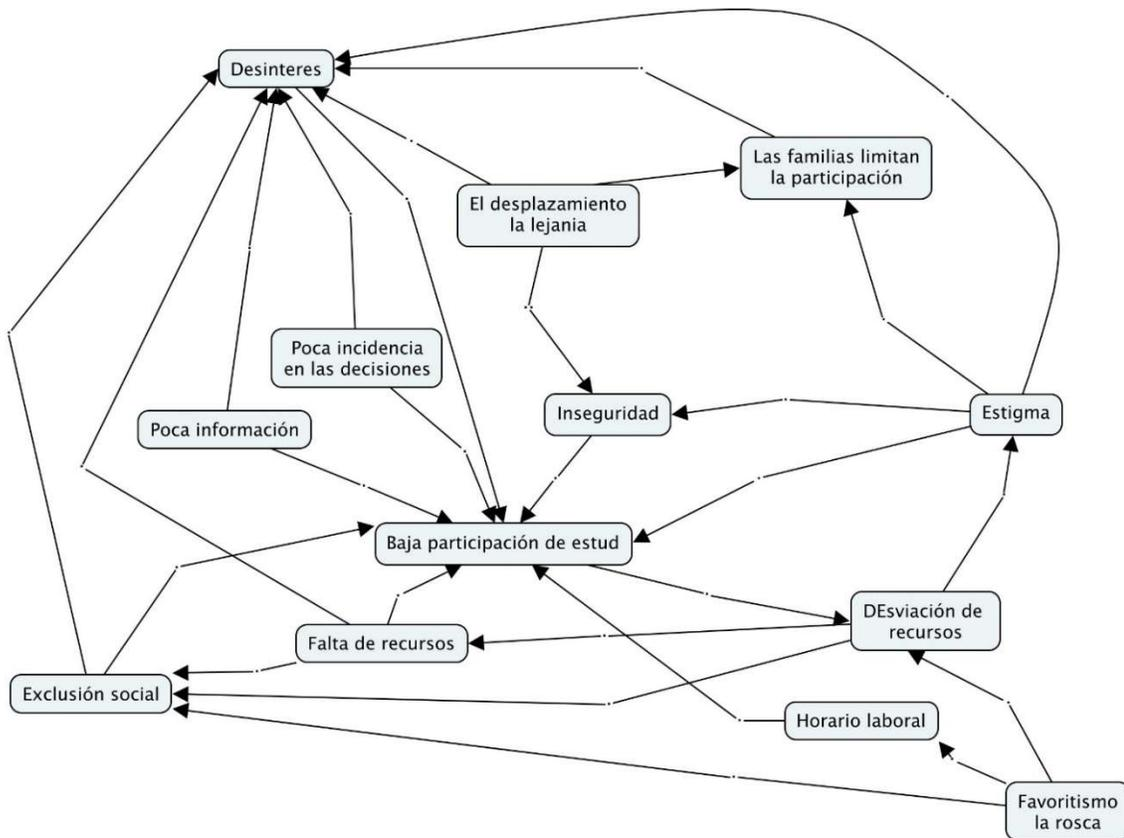 Desinteres
Las familias limitan
la participación
El desplazamiento
la lejania
Poca incidencia
en las decisiones
Inseguridad
Estigma
Poca información
Baja participación de estud
DEsviación de
recursos
Falta de recursos
Exclusión social
Horario laboral
Favoritismo
la rosca